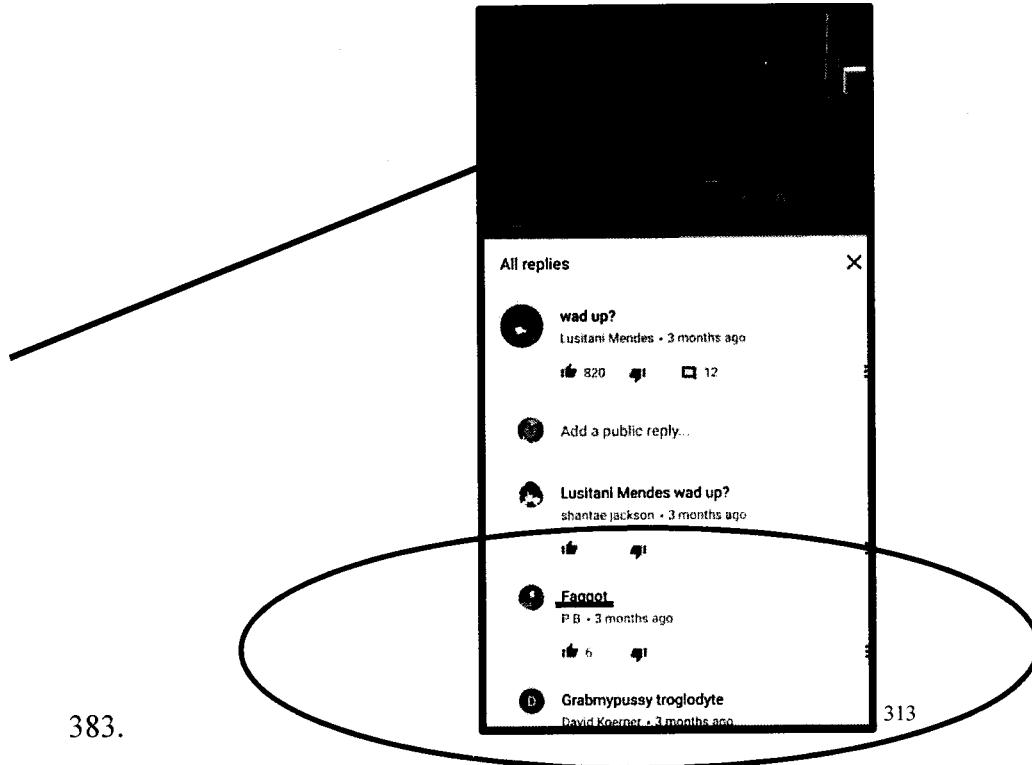 All replies
wad up?
Lusitani Mendes • 3 months ago
820 12
Add a public reply...
Lusitani Mendes wad up?
shantae jackson • 3 months ago
Faggot
P B • 3 months ago
6
Grabmypussy troglodyte
D
David Koerner • 3 months ago
313
383.